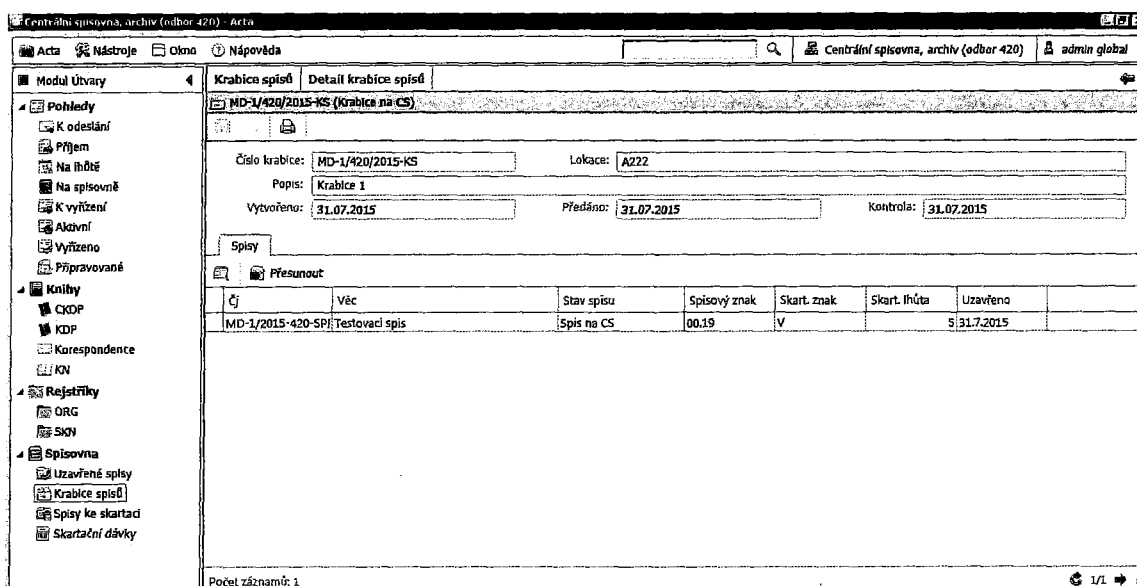 Centrální spisovna, archiv (odbor 420) - Acta
Acta Nástroje Okno Nápověda Centrální spisovna, archiv (odbor 420) admin global
Modul Útvary
Pohledy
K odeslání
Příjem
Na lhůtě
Na spisovně
K vyřízení
Aktivní
Vyřízeno
Připravované
Knihy
CKDP
KDP
Korespondence
KN
Rejstříky
ORG
SKN
Spisovna
Uzavřené spisy
Krabice spisů
Spisy ke skartaci
Skartační dávky
Krabice spisů Detail krabice spisů
MD-1/420/2015-KS (Krabice na CS)
Číslo krabice: MD-1/420/2015-KS Lokace: A222
Popis: Krabice 1
Vytvořeno: 31.07.2015 Předáno: 31.07.2015 Kontrola: 31.07.2015
Spisy
Přesunout
Čj Věc Stav spisu Spisový znak Skart. znak Skart. lhůta Uzavřeno
MD-1/2015-420-SPI Testovací spis Spis na CS 00.19 V 5 31.7.2015
Počet záznamů: 1 1/1